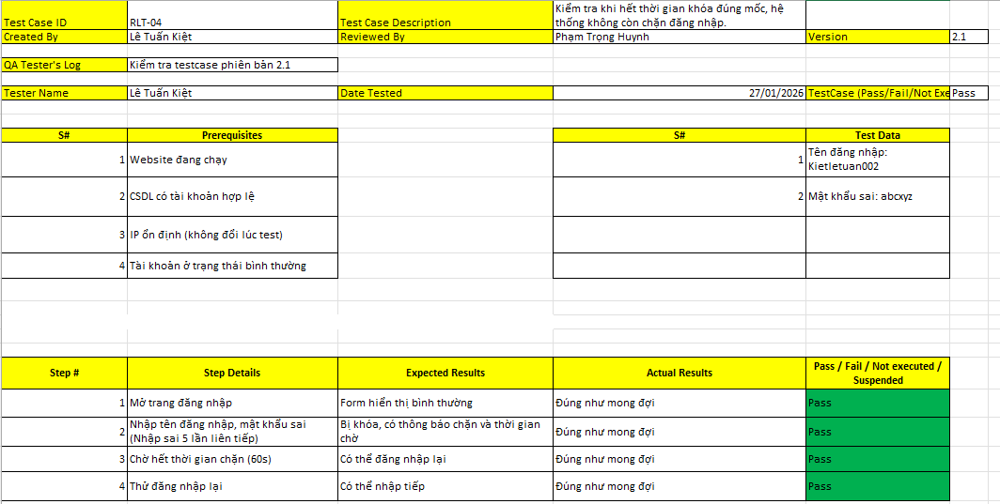 Kiểm tra khi hết thời gian khóa đúng mốc, hệ
Test Case ID RLT-04 Test Case Description thống không còn chặn đăng nhập.
Created By Lê Tuấn Kiệt Reviewed By Phạm Trọng Huynh Version 2.1
QA Tester's Log Kiểm tra testcase phiên bản 2.1
Tester Name Lê Tuấn Kiệt Date Tested 27/01/2026 TestCase (Pass/Fail/Not Exe Pass
S# Prerequisites S# Test Data
1 Website đang chạy 1 Tên đăng nhập:
Kietletuan002
2 CSDL có tài khoản hợp lệ 2 Mật khẩu sai: abcxyz
3 IP ổn định (không đổi lúc test)
4 Tài khoản ở trạng thái bình thường
Step # Step Details Expected Results Actual Results Pass / Fail / Not executed /
Suspended
1 Mở trang đăng nhập Form hiển thị bình thường Đúng như mong đợi Pass
2 Nhập tên đăng nhập, mật khẩu sai Bị khóa, có thông báo chặn và thời gian Đúng như mong đợi Pass
(Nhập sai 5 lần liên tiếp) chờ
3 Chờ hết thời gian chặn (60s) Có thể đăng nhập lại Đúng như mong đợi Pass
4 Thử đăng nhập lại Có thể nhập tiếp Đúng như mong đợi Pass